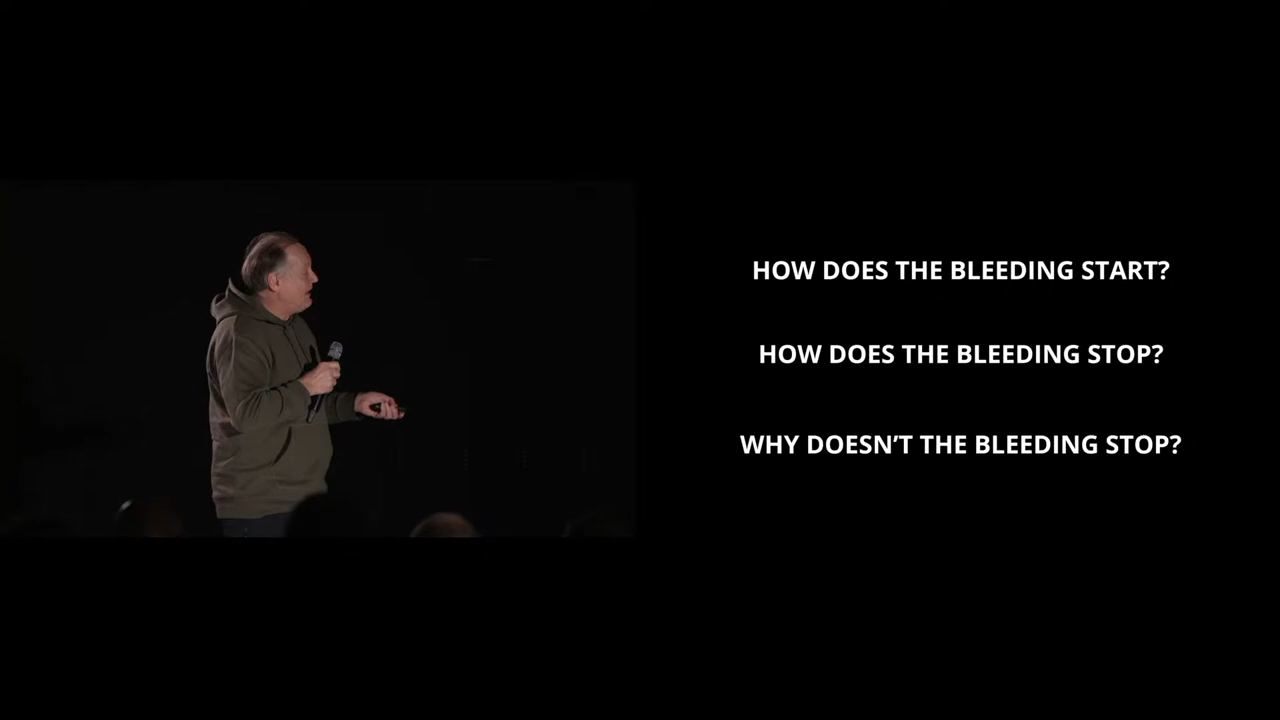 HOW DOES THE BLEEDING START?
HOW DOES THE BLEEDING STOP?
WHY DOESN’T THE BLEEDING STOP?